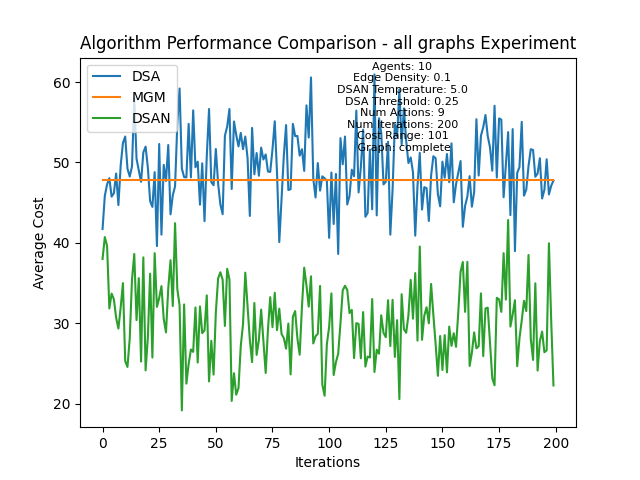 Algorithm Performance Comparison - all graphs Experiment
DSA
MGM
DSAN
Agents: 10
Edge Density: 0.1
DSAN Temperature: 5.0
DSA Threshold: 0.25
Num Actions: 9
Num Iterations: 200
Cost Range: 101
Graph: complete
Average Cost
60
50
40
30
20
0
25
50
75
100
125
150
175
200
Iterations